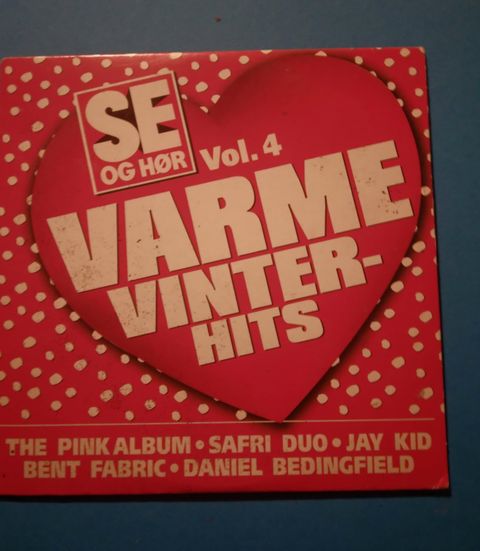 SE
OG HØR
Vol. 4
VARME
VINTER-
HITS
THE PINK ALBUM • SAFRI DUO • JAY KID
BENT FABRIC • DANIEL BEDINGFIELD